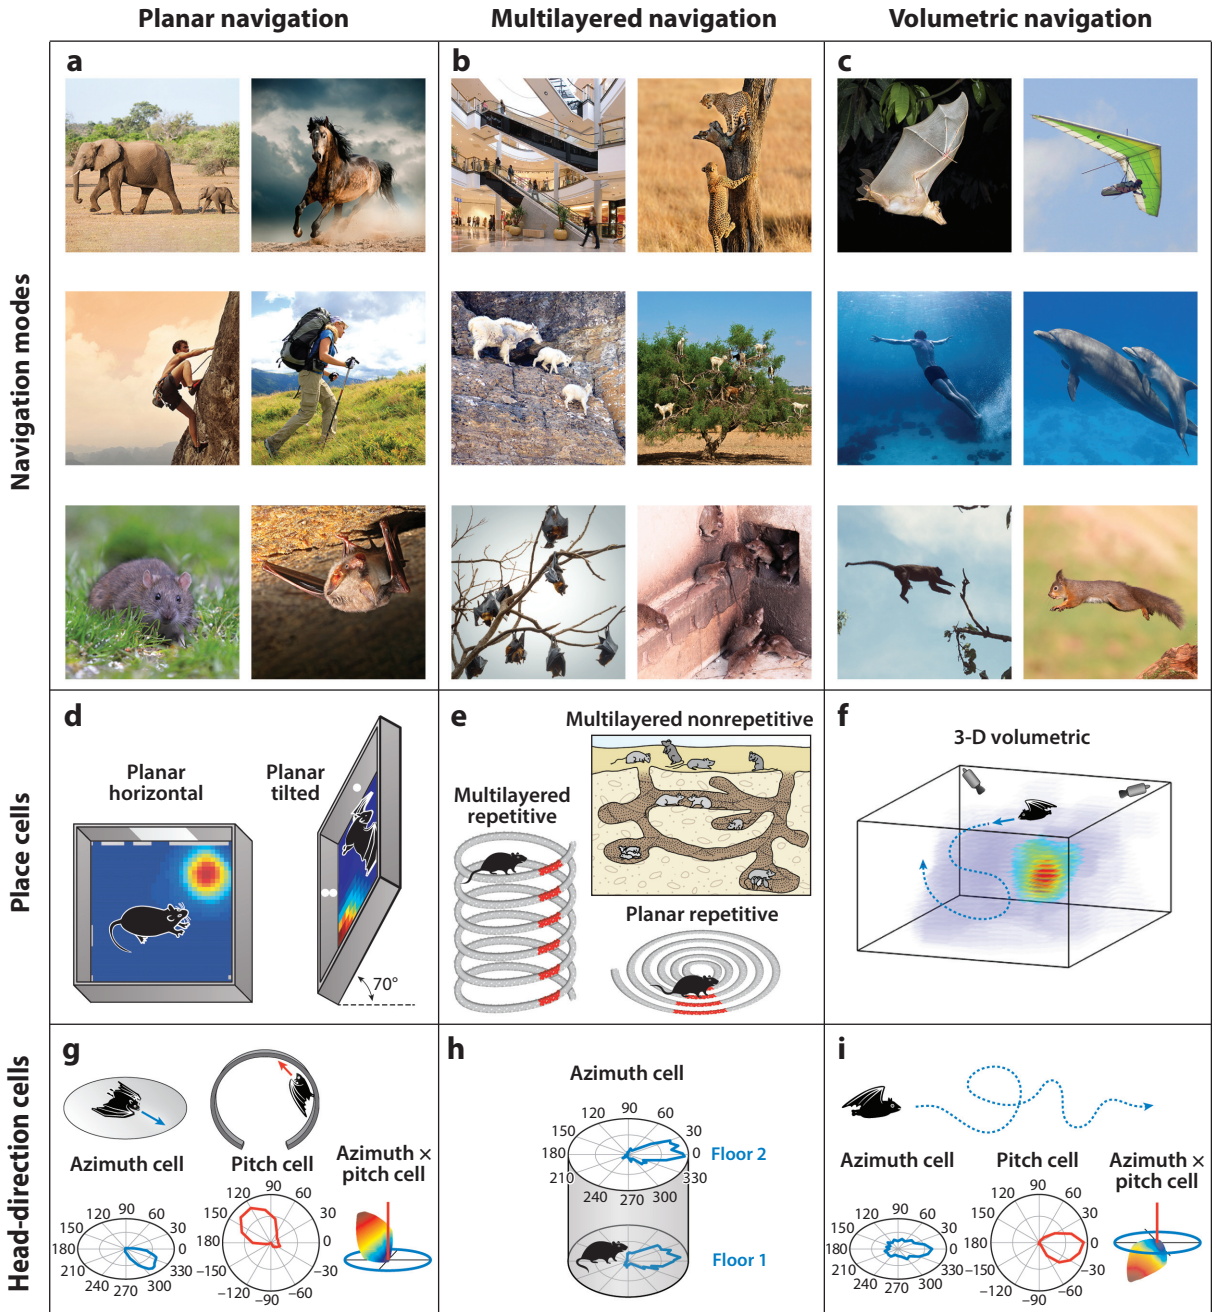 Planar navigation
Multilayered navigation
Volumetric navigation
Navigation modes
a
b
c
Place cells
d
Planar
horizontal
Planar
tilted
70°
e
Multilayered nonrepetitive
Multilayered
repetitive
Planar repetitive
f
3-D volumetric
Head-direction cells
g
Azimuth cell
90
120
60
150
30
180
0
210
330
240
300
270
Pitch cell
90
120
60
150
30
180
0
−150
−30
−120
−60
−90
Azimuth ×
pitch cell
h
Azimuth cell
90
120
60
150
30
180
0
210
330
240
300
270
Floor 2
Floor 1
i
Azimuth cell
90
120
60
150
30
180
0
210
330
240
300
270
Pitch cell
90
120
60
150
30
180
0
−150
−30
−120
−60
−90
Azimuth ×
pitch cell